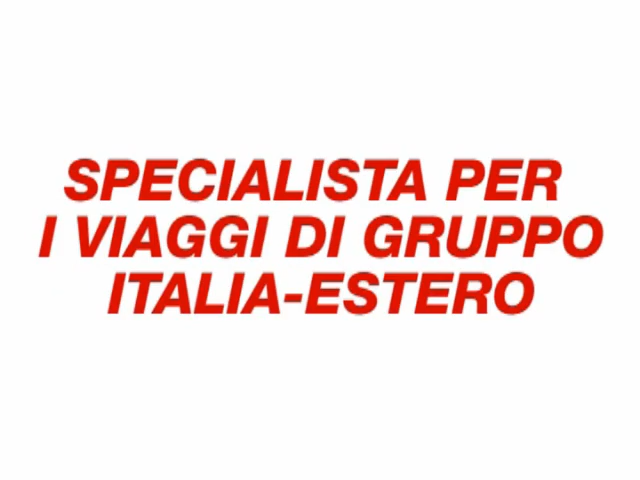 SPECIALISTA PER
I VIAGGI DI GRUPPO
ITALIA-ESTERO